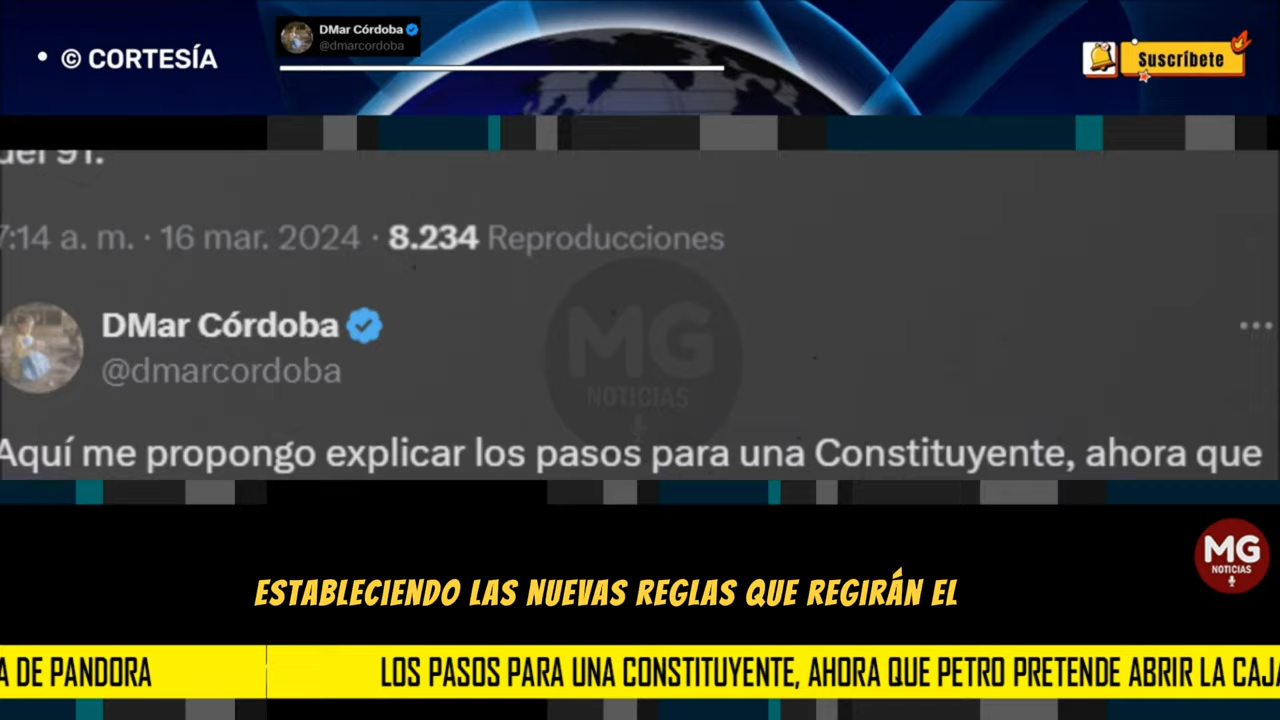 • © CORTESÍA
DMar Córdoba
@dmarcordoba
Suscríbete
del 91.
7:14 a. m. · 16 mar. 2024 · 8.234 Reproducciones
DMar Córdoba
@dmarcordoba
MG
NOTICIAS
Aquí me propongo explicar los pasos para una Constituyente, ahora que
MG
NOTICIAS
ESTABLECIENDO LAS NUEVAS REGLAS QUE REGIRÁN EL
A DE PANDORA LOS PASOS PARA UNA CONSTITUYENTE, AHORA QUE PETRO PRETENDE ABRIR LA CAJA